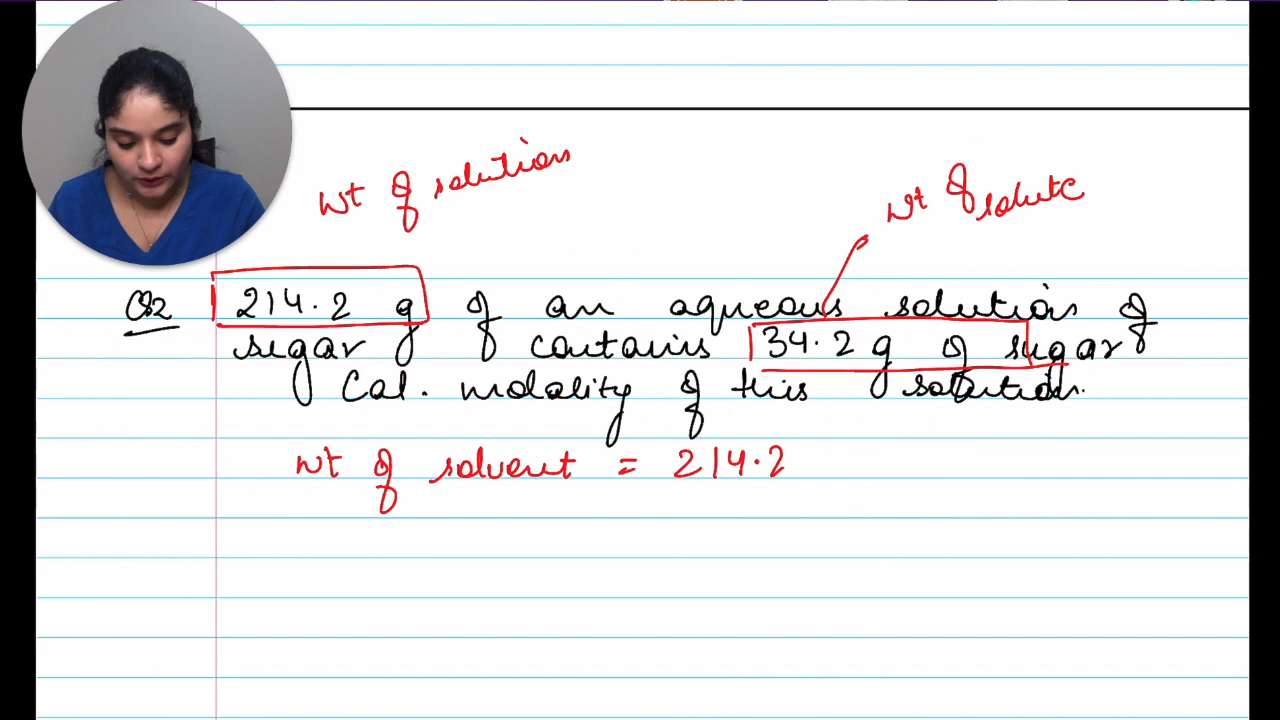 Wt of solution
Wt of solute
Q2 214.2 g of an aqueous solution of
sugar contains 34.2 g of sugar
Cal. molality of this solution.
Wt of solvent = 214.2